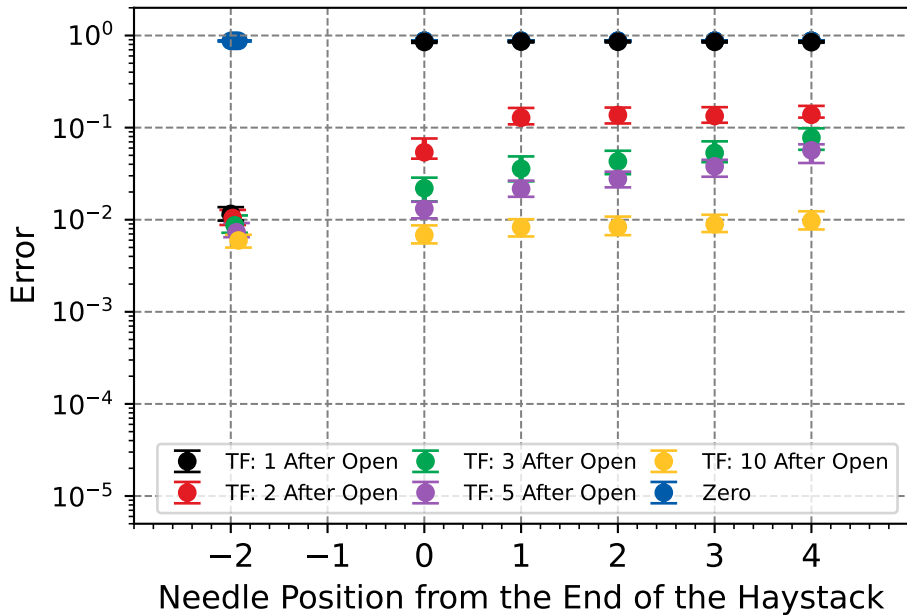 10⁰
10⁻¹
10⁻²
10⁻³
10⁻⁴
10⁻⁵
Error
TF: 1 After Open
TF: 2 After Open
TF: 3 After Open
TF: 5 After Open
TF: 10 After Open
Zero
−2 −1 0 1 2 3 4
Needle Position from the End of the Haystack